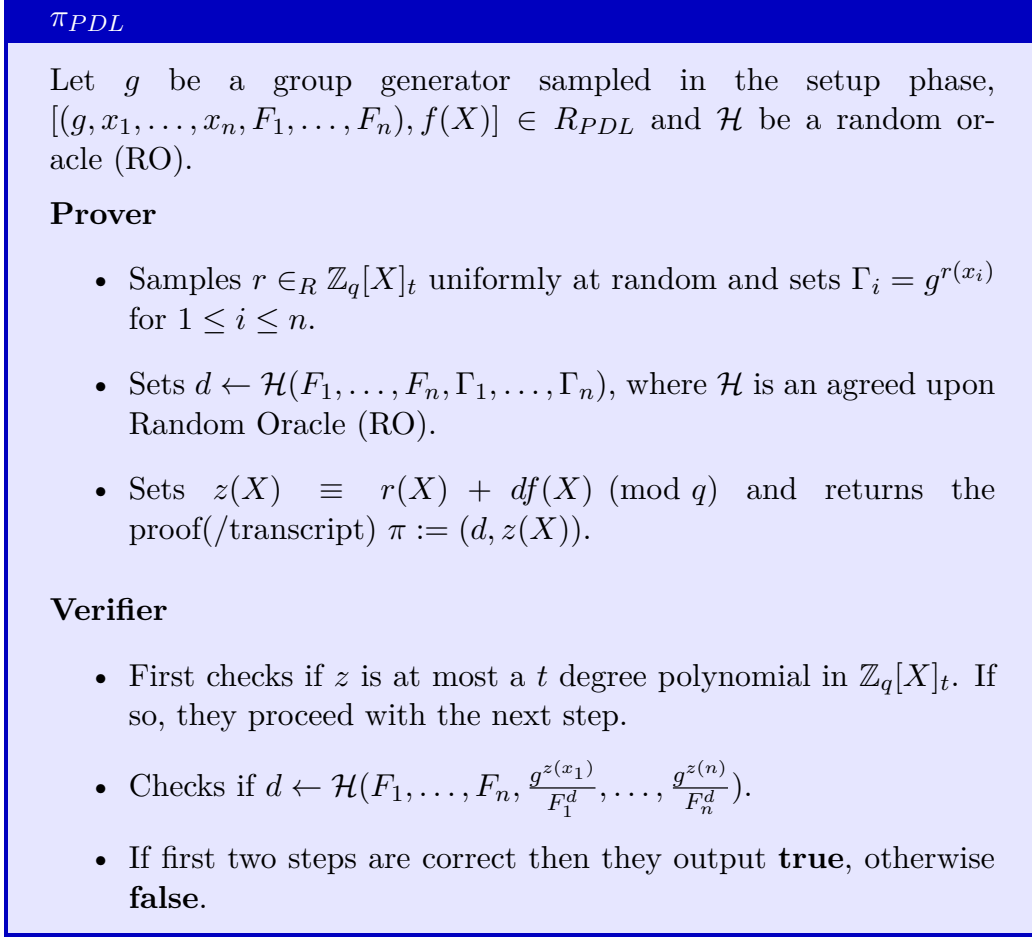 π_{PDL}
Let g be a group generator sampled in the setup phase,
[(g, x_1, . . . , x_n, F_1, . . . , F_n), f(X)] ∈ R_{PDL} and ℋ be a random or-
acle (RO).
Prover
• Samples r ∈_R ℤ_q[X]_t uniformly at random and sets Γ_i = g^{r(x_i)}
for 1 ≤ i ≤ n.
• Sets d ← ℋ(F_1, . . . , F_n, Γ_1, . . . , Γ_n), where ℋ is an agreed upon
Random Oracle (RO).
• Sets z(X) ≡ r(X) + df(X) (mod q) and returns the
proof(/transcript) π := (d, z(X)).
Verifier
• First checks if z is at most a t degree polynomial in ℤ_q[X]_t. If
so, they proceed with the next step.
• Checks if d ← ℋ(F_1, . . . , F_n, \frac{g^{z(x_1)}}{F_1^d}, . . . , \frac{g^{z(n)}}{F_n^d}).
• If first two steps are correct then they output true, otherwise
false.